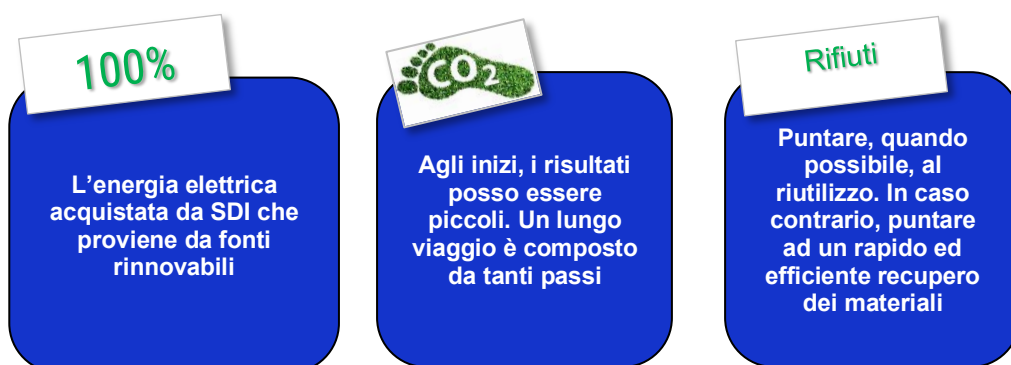 100%
L’energia elettrica
acquistata da SDI che
proviene da fonti
rinnovabili
CO2
Agli inizi, i risultati
posso essere
piccoli. Un lungo
viaggio è composto
da tanti passi
Rifiuti
Puntare, quando
possibile, al
riutilizzo. In caso
contrario, puntare
ad un rapido ed
efficiente recupero
dei materiali